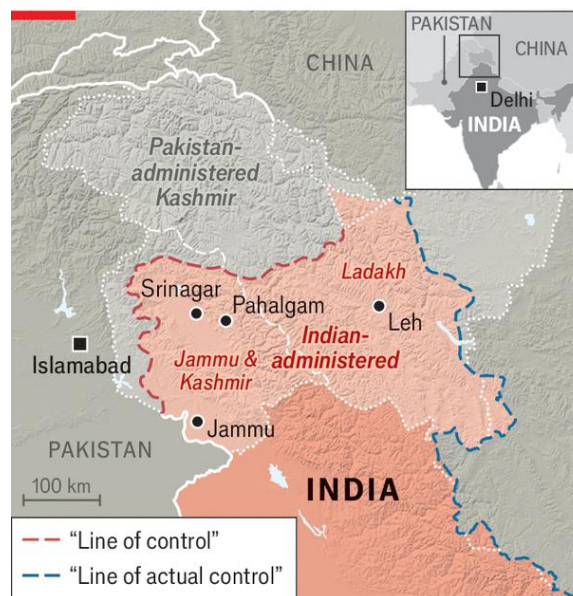 CHINA
Pakistan-
administered
Kashmir
PAKISTAN
CHINA
Delhi
INDIA
Ladakh
Srinagar
Pahalgam
Leh
Indian-
administered
Jammu &
Kashmir
Islamabad
Jammu
PAKISTAN
100 km
INDIA
“Line of control”
“Line of actual control”